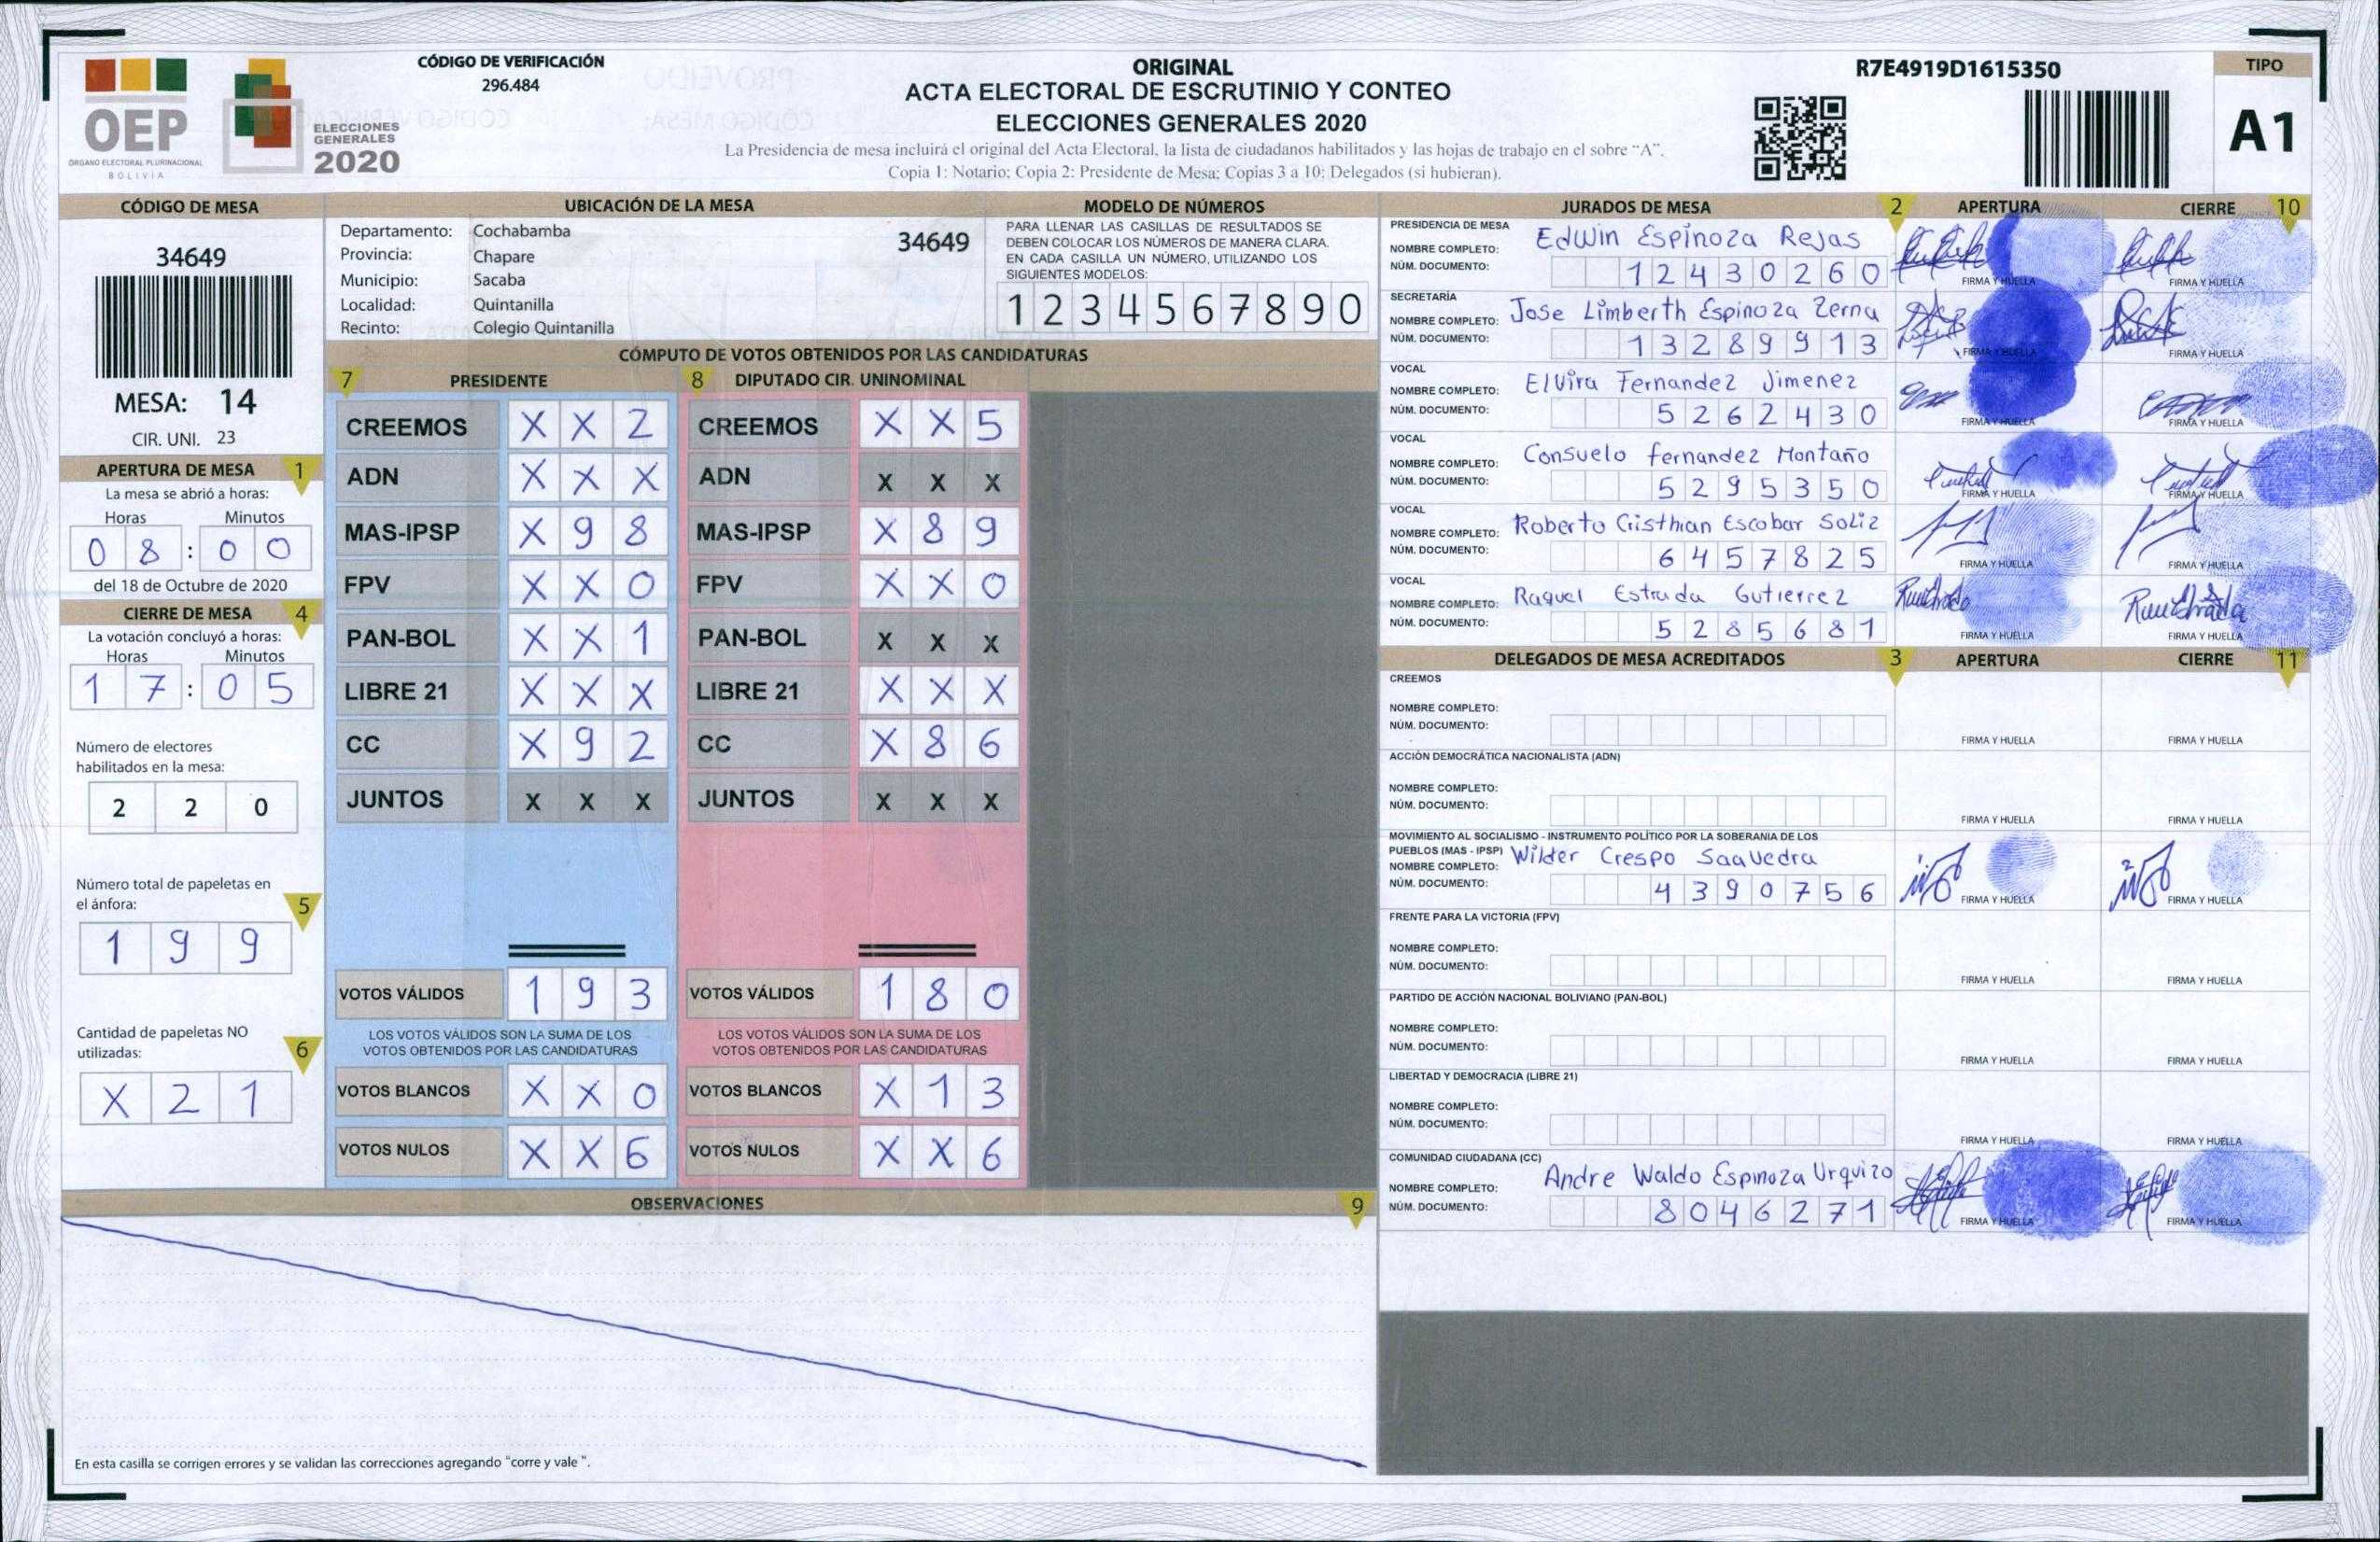 CÓDIGO DE VERIFICACIÓN
296.484
OEP
ÓRGANO ELECTORAL PLURINACIONAL
BOLIVIA
ELECCIONES
GENERALES
2020
ORIGINAL
ACTA ELECTORAL DE ESCRUTINIO Y CONTEO
ELECCIONES GENERALES 2020
La Presidencia de mesa incluirá el original del Acta Electoral, la lista de ciudadanos habilitados y las hojas de trabajo en el sobre “A”.
Copia 1: Notario; Copia 2: Presidente de Mesa; Copias 3 a 10; Delegados (si hubieran).
R7E4919D1615350
TIPO
A1
CÓDIGO DE MESA
34649
MESA: 14
CIR. UNI. 23
APERTURA DE MESA 1
La mesa se abrió a horas:
Horas Minutos
0 8 : 0 0
del 18 de Octubre de 2020
CIERRE DE MESA 4
La votación concluyó a horas:
Horas Minutos
1 7 : 0 5
Número de electores
habilitados en la mesa:
2 2 0
Número total de papeletas en
el ánfora: 5
1 9 9
Cantidad de papeletas NO
utilizadas: 6
X 2 1
UBICACIÓN DE LA MESA
Departamento: Cochabamba 34649
Provincia: Chapare
Municipio: Sacaba
Localidad: Quintanilla
Recinto: Colegio Quintanilla
MODELO DE NÚMEROS
PARA LLENAR LAS CASILLAS DE RESULTADOS SE
DEBEN COLOCAR LOS NÚMEROS DE MANERA CLARA.
EN CADA CASILLA UN NÚMERO, UTILIZANDO LOS
SIGUIENTES MODELOS:
1 2 3 4 5 6 7 8 9 0
CÓMPUTO DE VOTOS OBTENIDOS POR LAS CANDIDATURAS
7 PRESIDENTE 8 DIPUTADO CIR. UNINOMINAL
CREEMOS X X 2 CREEMOS X X 5
ADN X X X ADN X X X
MAS-IPSP X 9 8 MAS-IPSP X 8 9
FPV X X 0 FPV X X 0
PAN-BOL X X 1 PAN-BOL X X X
LIBRE 21 X X X LIBRE 21 X X X
CC X 9 2 CC X 8 6
JUNTOS X X X JUNTOS X X X
VOTOS VÁLIDOS 1 9 3 VOTOS VÁLIDOS 1 8 0
LOS VOTOS VÁLIDOS SON LA SUMA DE LOS LOS VOTOS VÁLIDOS SON LA SUMA DE LOS
VOTOS OBTENIDOS POR LAS CANDIDATURAS VOTOS OBTENIDOS POR LAS CANDIDATURAS
VOTOS BLANCOS X X 0 VOTOS BLANCOS X 1 3
VOTOS NULOS X X 6 VOTOS NULOS X X 6
OBSERVACIONES 9
En esta casilla se corrigen errores y se validan las correcciones agregando “corre y vale ”.
JURADOS DE MESA 2 APERTURA CIERRE 10
PRESIDENCIA DE MESA
NOMBRE COMPLETO: Edwin Espinoza Rejas
NÚM. DOCUMENTO: 1 2 4 3 0 2 6 0
FIRMA Y HUELLA FIRMA Y HUELLA
SECRETARÍA
NOMBRE COMPLETO: Jose Limberth Espinoza Zerna
NÚM. DOCUMENTO: 1 3 2 8 9 9 1 3
FIRMA Y HUELLA FIRMA Y HUELLA
VOCAL
NOMBRE COMPLETO: Elvira Fernandez Jimenez
NÚM. DOCUMENTO: 5 2 6 2 4 3 0
FIRMA Y HUELLA FIRMA Y HUELLA
VOCAL
NOMBRE COMPLETO: Consuelo fernandez Montaño
NÚM. DOCUMENTO: 5 2 9 5 3 5 0
FIRMA Y HUELLA FIRMA Y HUELLA
VOCAL
NOMBRE COMPLETO: Roberto Cristhian Escobar Soliz
NÚM. DOCUMENTO: 6 4 5 7 8 2 5
FIRMA Y HUELLA FIRMA Y HUELLA
VOCAL
NOMBRE COMPLETO: Raquel Estrada Gutierrez
NÚM. DOCUMENTO: 5 2 8 5 6 8 1
FIRMA Y HUELLA FIRMA Y HUELLA
DELEGADOS DE MESA ACREDITADOS 3 APERTURA CIERRE 11
CREEMOS
NOMBRE COMPLETO:
NÚM. DOCUMENTO:
FIRMA Y HUELLA FIRMA Y HUELLA
ACCIÓN DEMOCRÁTICA NACIONALISTA (ADN)
NOMBRE COMPLETO:
NÚM. DOCUMENTO:
FIRMA Y HUELLA FIRMA Y HUELLA
MOVIMIENTO AL SOCIALISMO - INSTRUMENTO POLÍTICO POR LA SOBERANIA DE LOS
PUEBLOS (MAS - IPSP)
NOMBRE COMPLETO: Wilder Crespo Saavedra
NÚM. DOCUMENTO: 4 3 9 0 7 5 6
FIRMA Y HUELLA FIRMA Y HUELLA
FRENTE PARA LA VICTORIA (FPV)
NOMBRE COMPLETO:
NÚM. DOCUMENTO:
FIRMA Y HUELLA FIRMA Y HUELLA
PARTIDO DE ACCIÓN NACIONAL BOLIVIANO (PAN-BOL)
NOMBRE COMPLETO:
NÚM. DOCUMENTO:
FIRMA Y HUELLA FIRMA Y HUELLA
LIBERTAD Y DEMOCRACIA (LIBRE 21)
NOMBRE COMPLETO:
NÚM. DOCUMENTO:
FIRMA Y HUELLA FIRMA Y HUELLA
COMUNIDAD CIUDADANA (CC)
NOMBRE COMPLETO: Andre Waldo Espinoza Urquizo
NÚM. DOCUMENTO: 8 0 4 6 2 7 1
FIRMA Y HUELLA FIRMA Y HUELLA